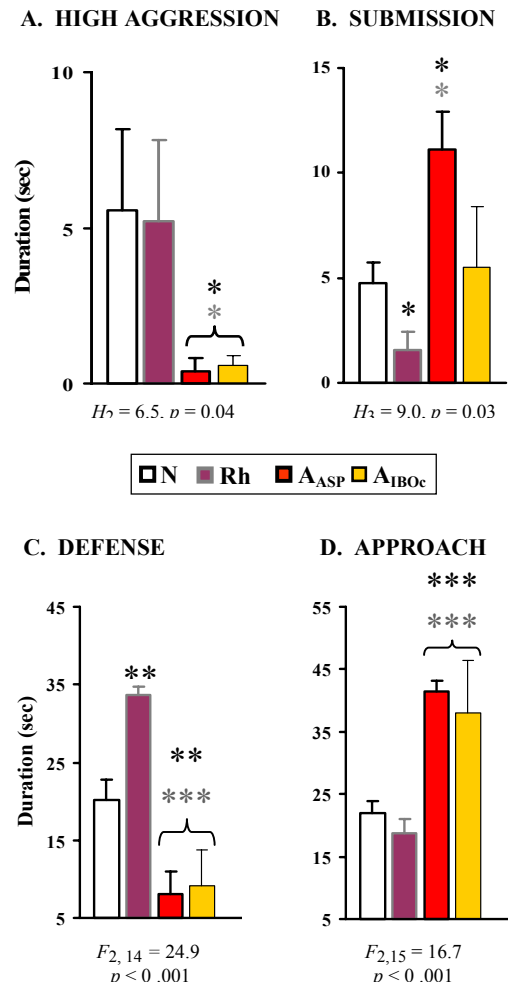 A. HIGH AGGRESSION
B. SUBMISSION
Duration (sec)
10
5
0
*
*
H₂ = 6.5, p = 0.04
15
10
5
0
*
*
*
H₃ = 9.0, p = 0.03
N Rh A_ASP A_IBOc
C. DEFENSE
D. APPROACH
Duration (sec)
45
35
25
15
5
**
**
***
F₂, ₁₄ = 24.9
p < 0 .001
55
45
35
25
15
5
***
***
F₂,₁₅ = 16.7
p < 0 .001